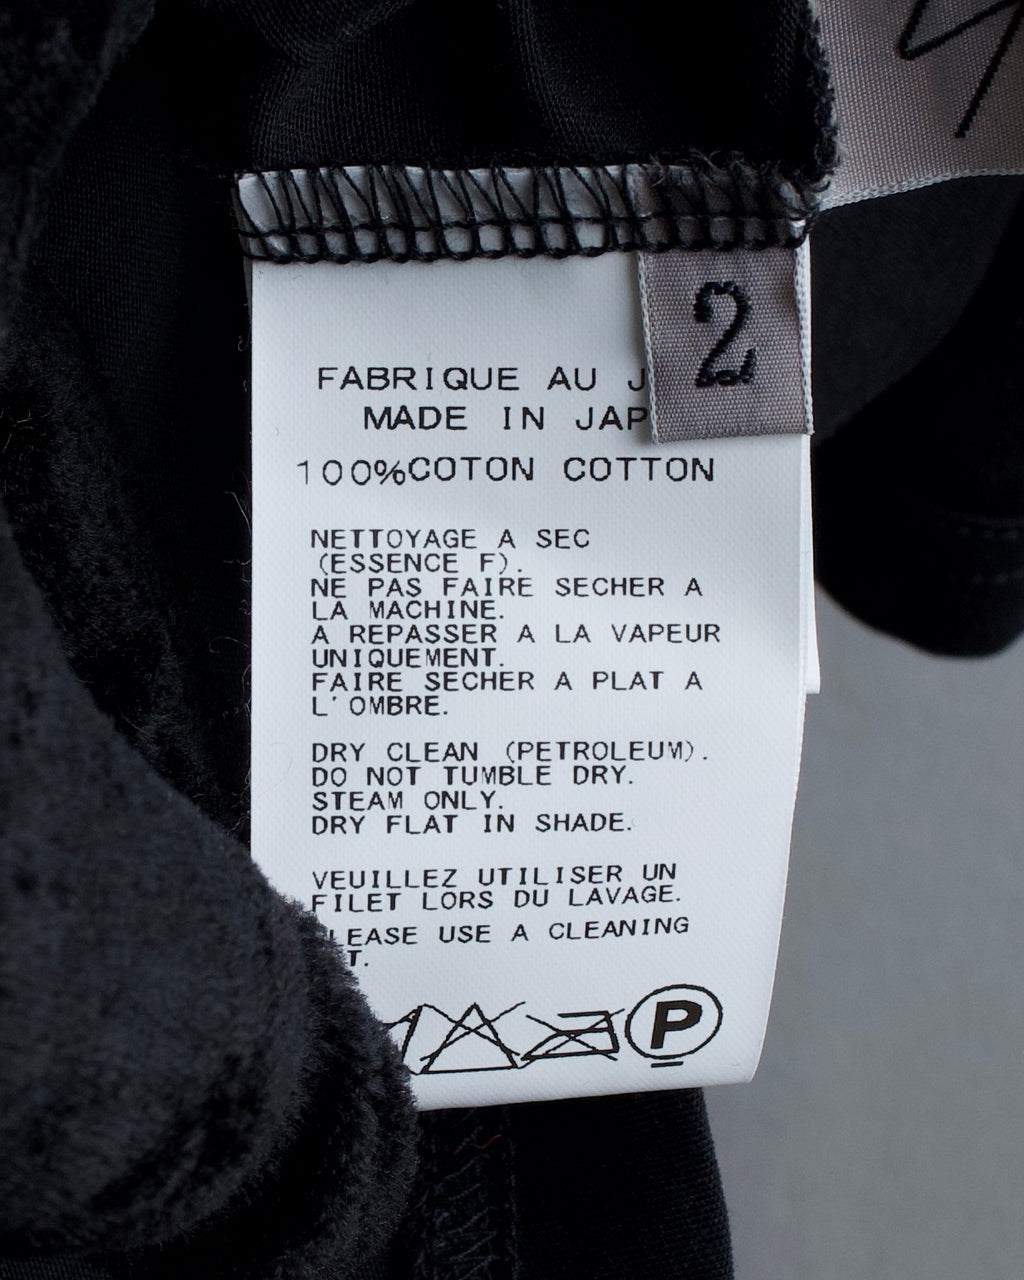 2
FABRIQUE AU J
MADE IN JAP
100%COTON COTTON
NETTOYAGE A SEC
(ESSENCE F).
NE PAS FAIRE SECHER A
LA MACHINE.
A REPASSER A LA VAPEUR
UNIQUEMENT.
FAIRE SECHER A PLAT A
L'OMBRE.
DRY CLEAN (PETROLEUM).
DO NOT TUMBLE DRY.
STEAM ONLY.
DRY FLAT IN SHADE.
VEUILLEZ UTILISER UN
FILET LORS DU LAVAGE.
LEASE USE A CLEANING
T.
P